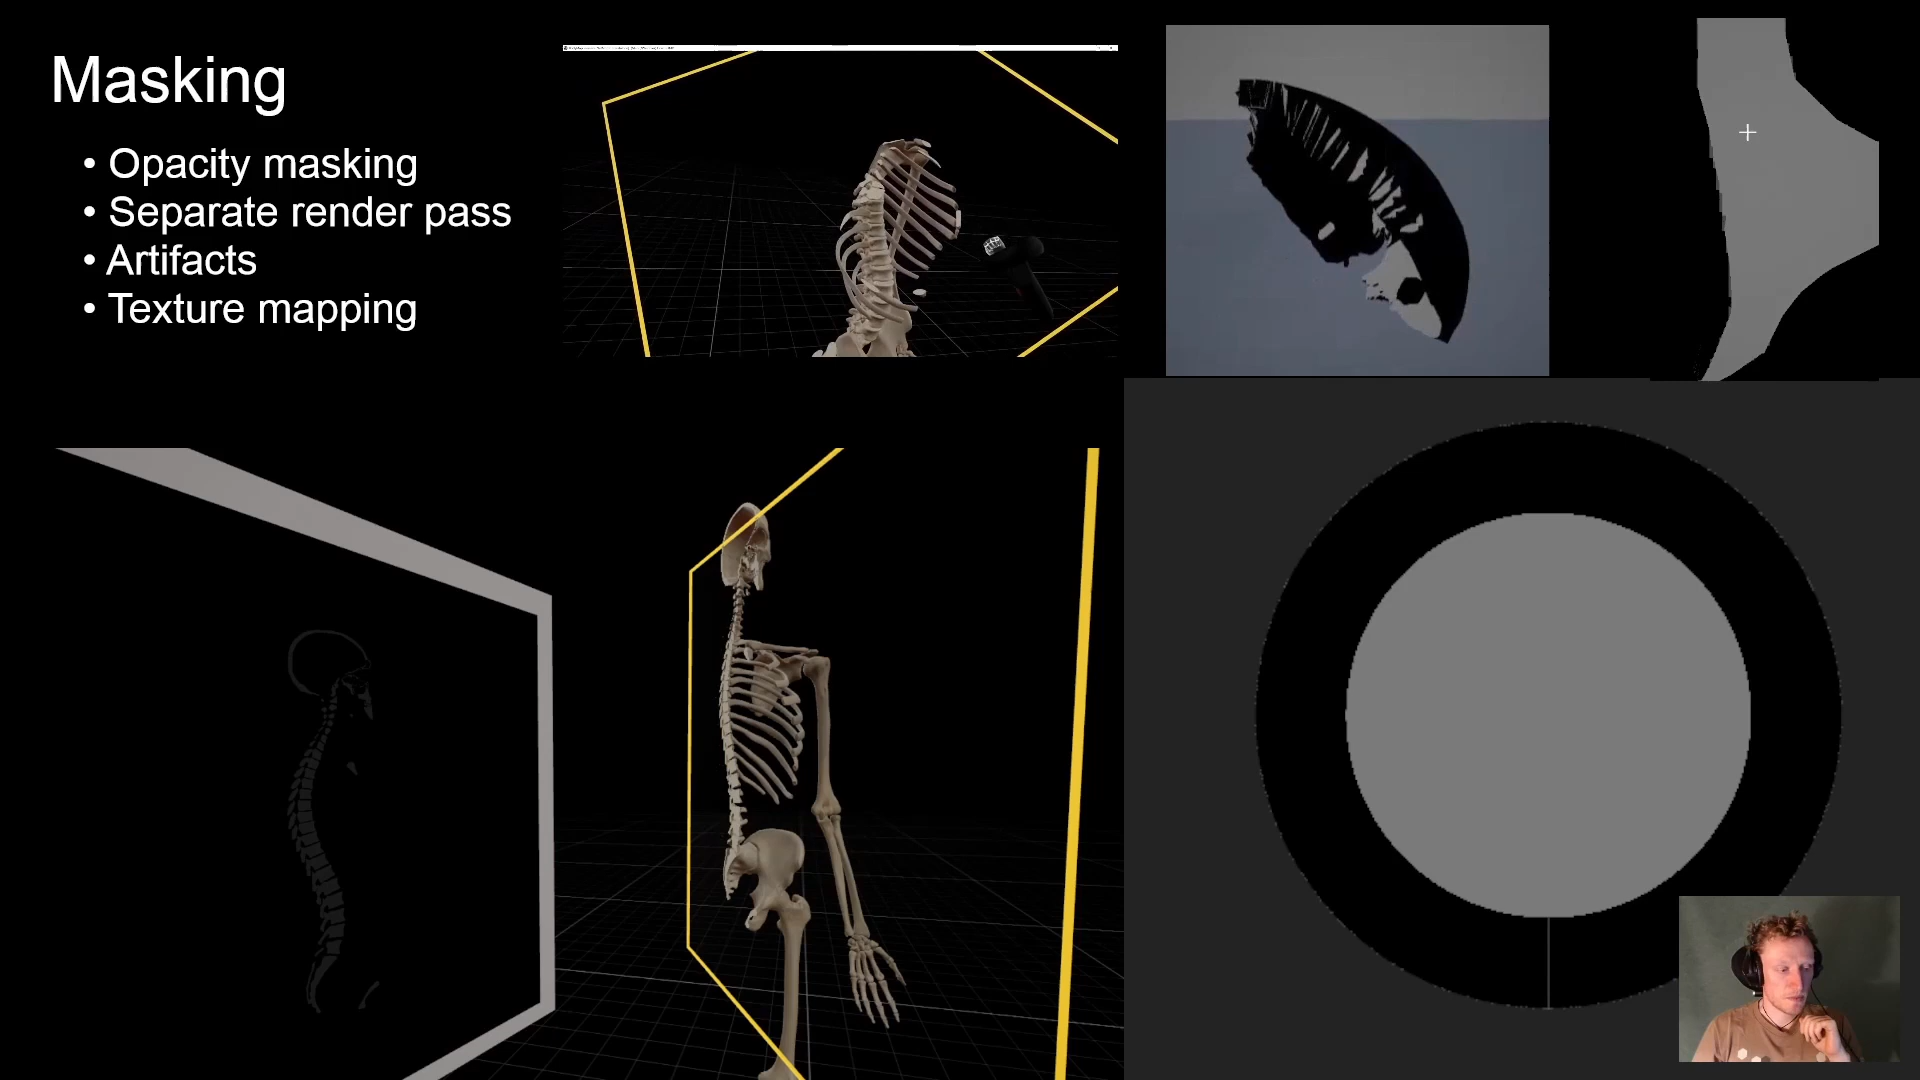 Masking
• Opacity masking
• Separate render pass
• Artifacts
• Texture mapping